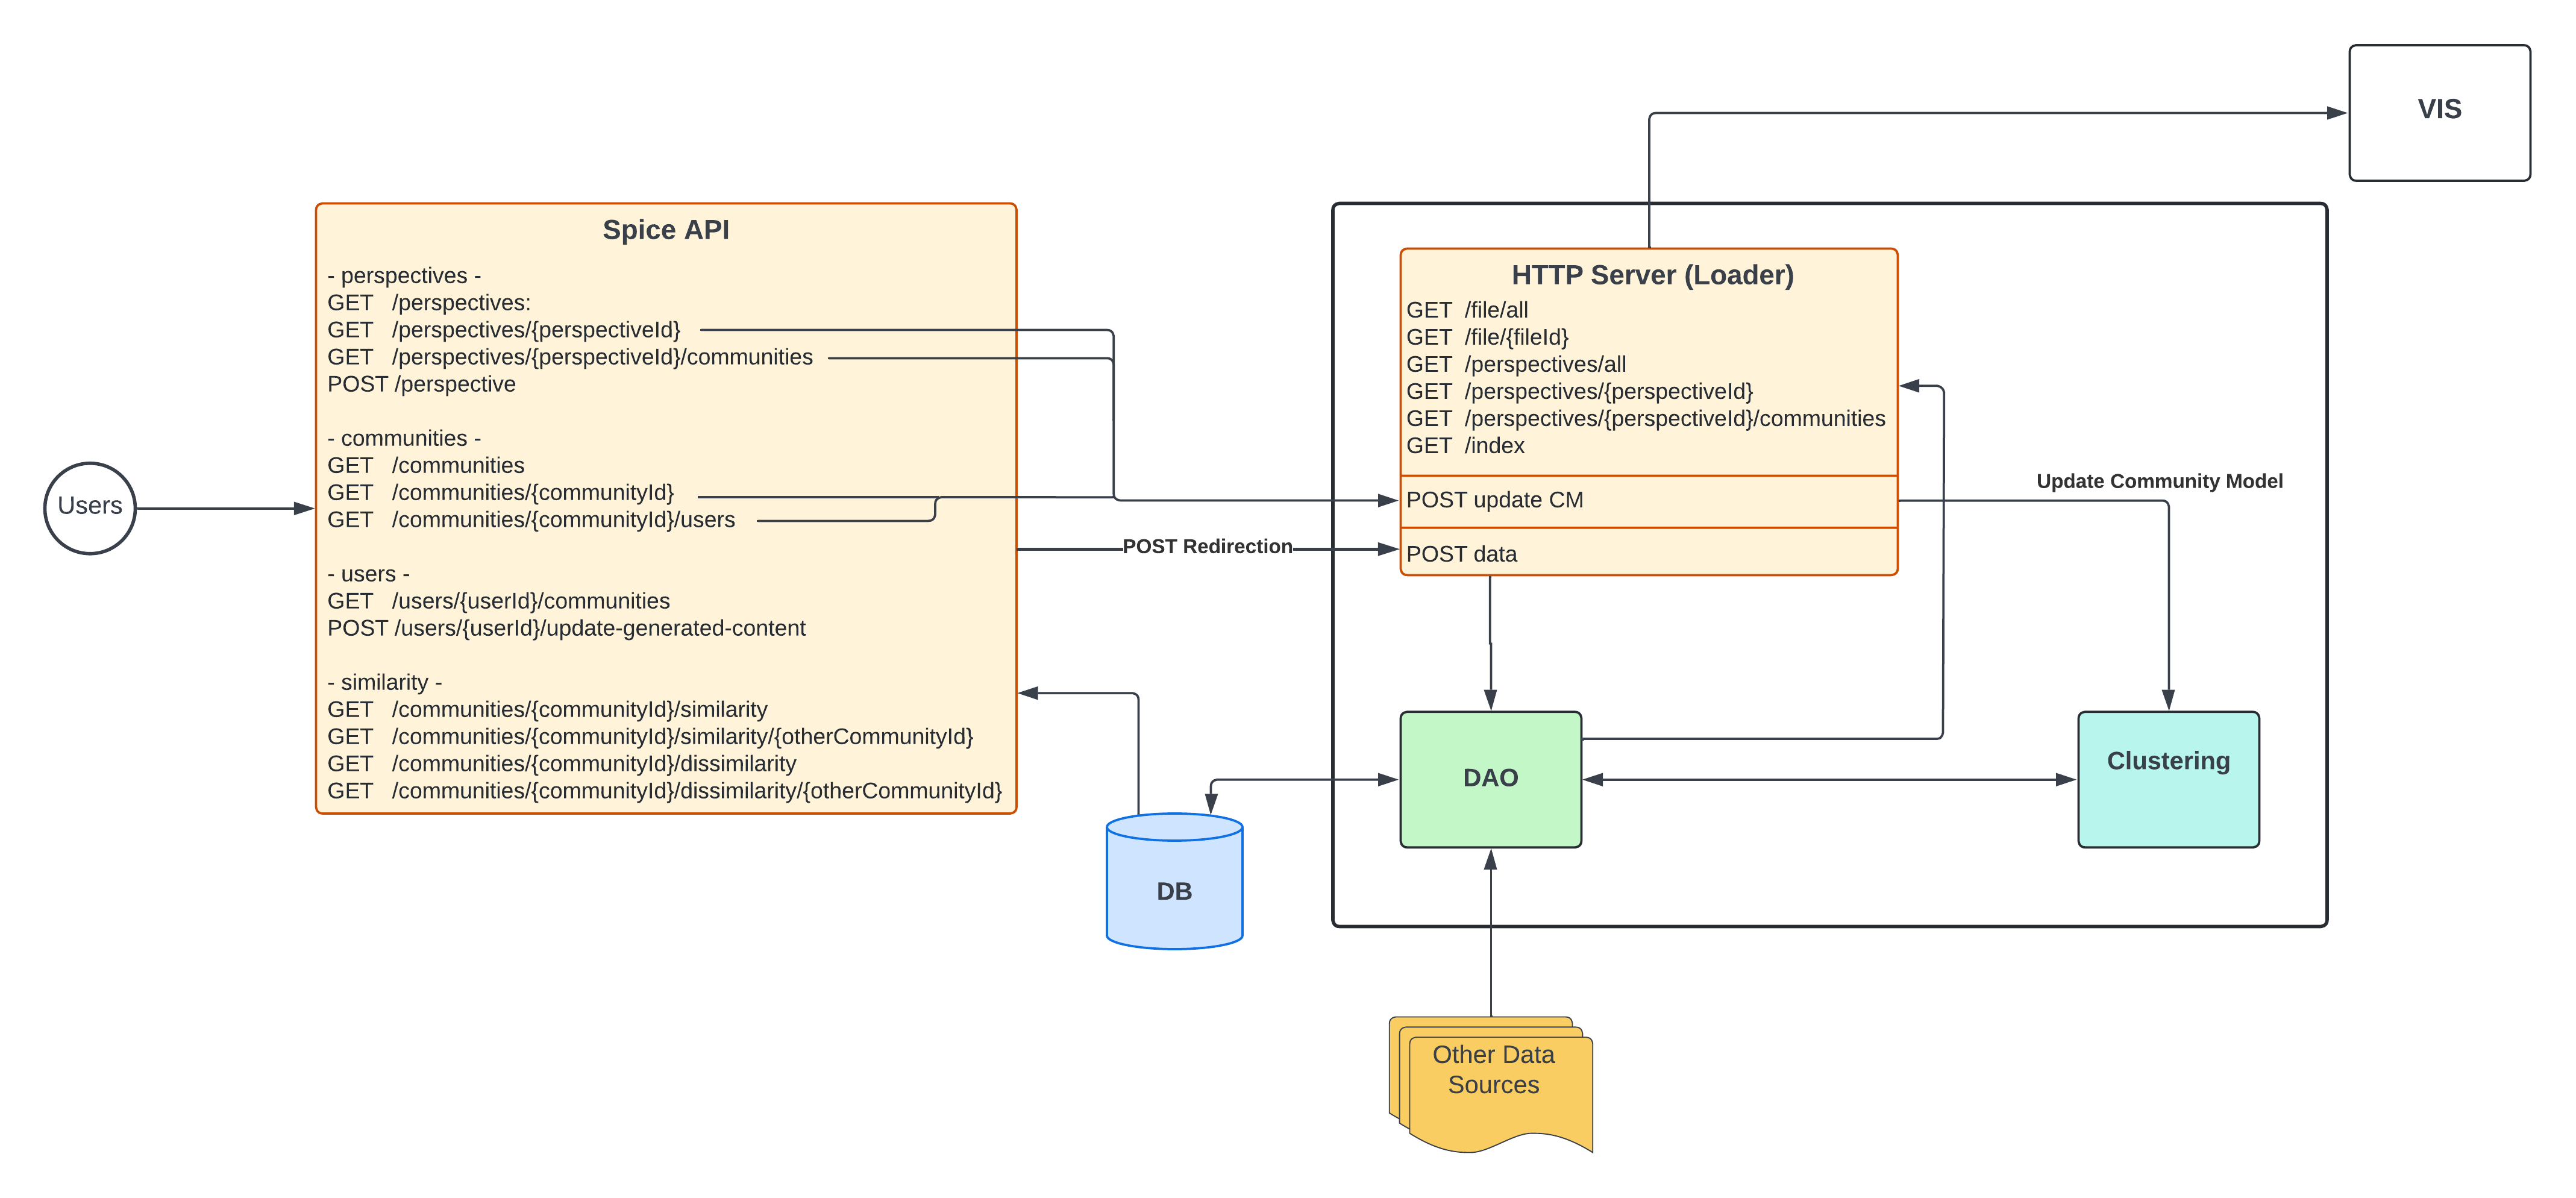 VIS
Spice API
- perspectives -
GET /perspectives:
GET /perspectives/{perspectiveId}
GET /perspectives/{perspectiveId}/communities
POST /perspective
- communities -
GET /communities
GET /communities/{communityId}
GET /communities/{communityId}/users
- users -
GET /users/{userId}/communities
POST /users/{userId}/update-generated-content
- similarity -
GET /communities/{communityId}/similarity
GET /communities/{communityId}/similarity/{otherCommunityId}
GET /communities/{communityId}/dissimilarity
GET /communities/{communityId}/dissimilarity/{otherCommunityId}
Users
POST Redirection
HTTP Server (Loader)
GET /file/all
GET /file/{fileId}
GET /perspectives/all
GET /perspectives/{perspectiveId}
GET /perspectives/{perspectiveId}/communities
GET /index
POST update CM
POST data
Update Community Model
DAO
Clustering
DB
Other Data
Sources